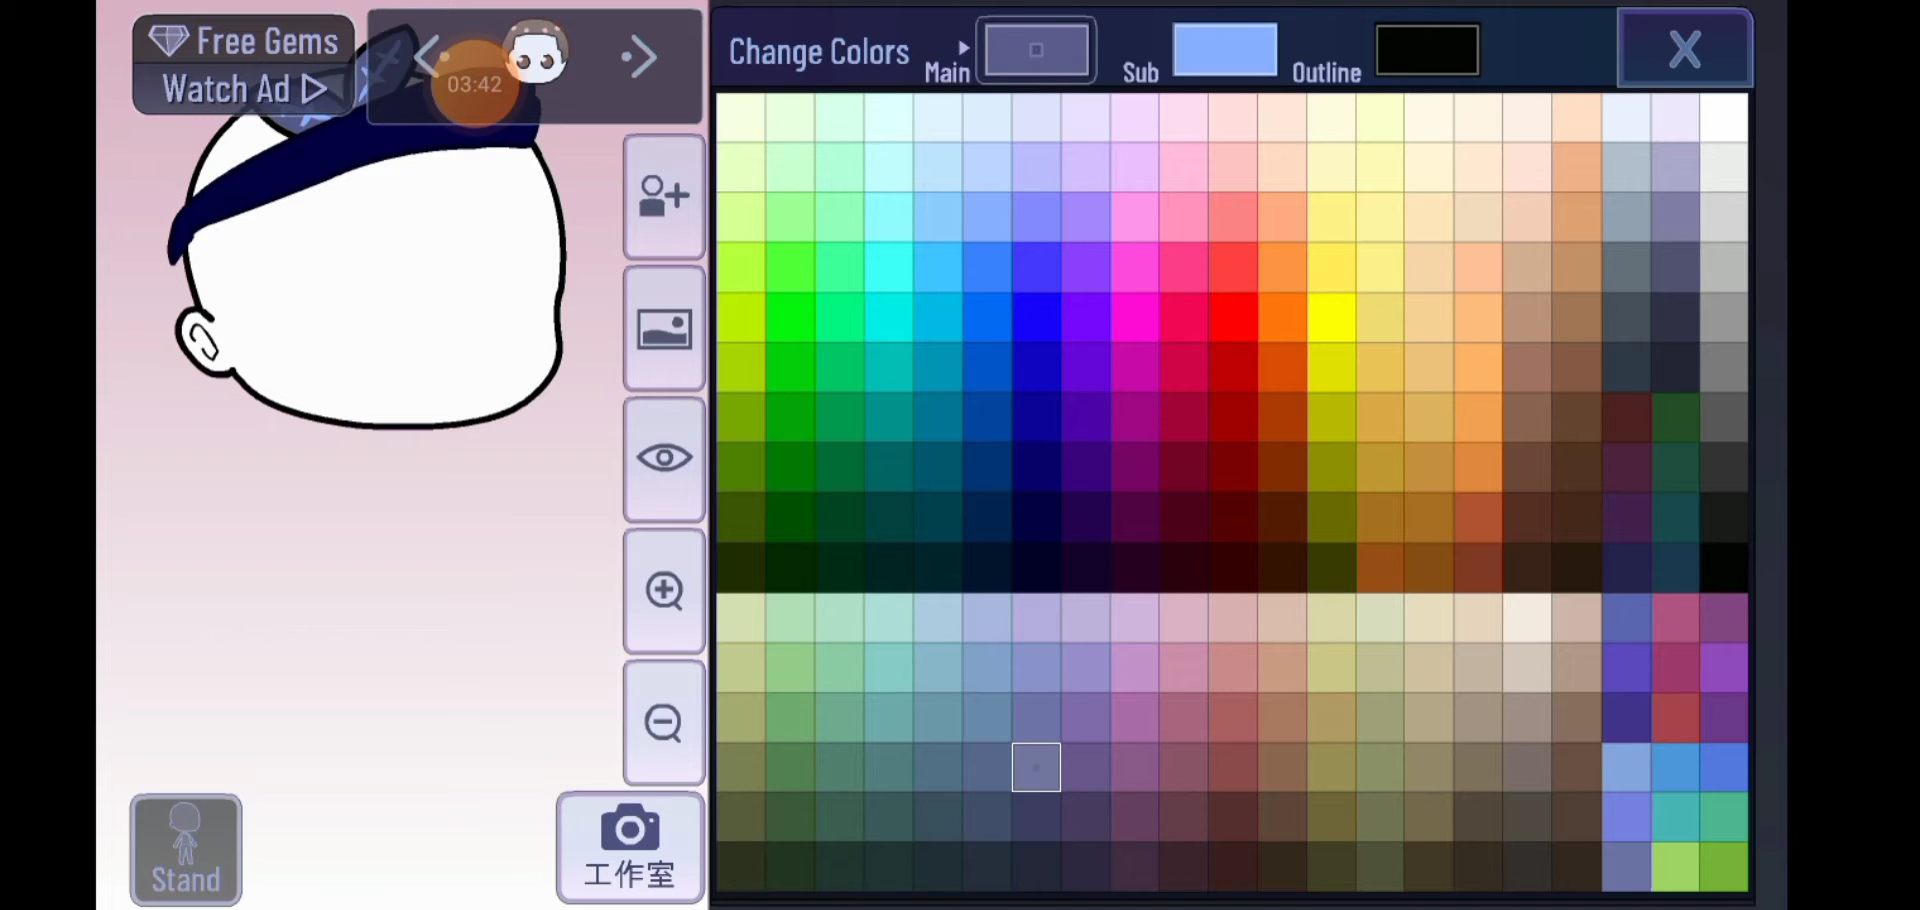 Free Gems
Watch Ad
03:42
Change Colors
Main
Sub
Outline
X
工作室
Stand